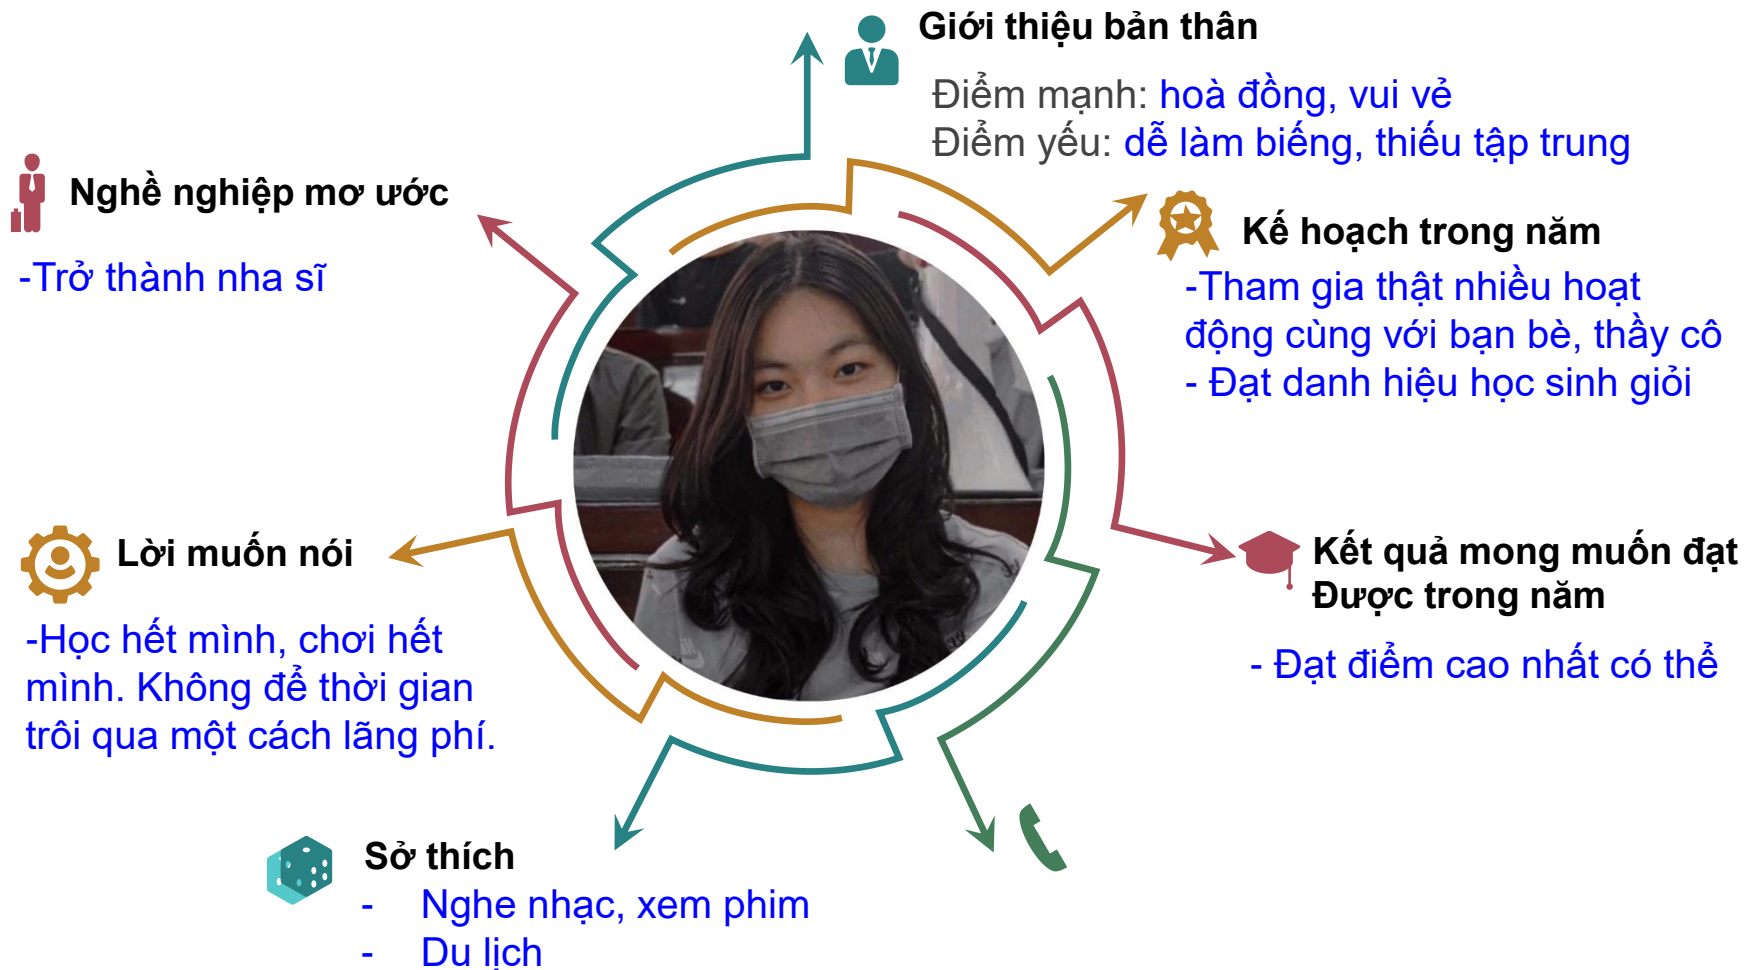 Giới thiệu bản thân
Điểm mạnh: hoà đồng, vui vẻ
Điểm yếu: dễ làm biếng, thiếu tập trung
Nghề nghiệp mơ ước
-Trở thành nha sĩ
Kế hoạch trong năm
-Tham gia thật nhiều hoạt
động cùng với bạn bè, thầy cô
- Đạt danh hiệu học sinh giỏi
Lời muốn nói
-Học hết mình, chơi hết
mình. Không để thời gian
trôi qua một cách lãng phí.
Kết quả mong muốn đạt
Được trong năm
- Đạt điểm cao nhất có thể
Sở thích
- Nghe nhạc, xem phim
- Du lịch